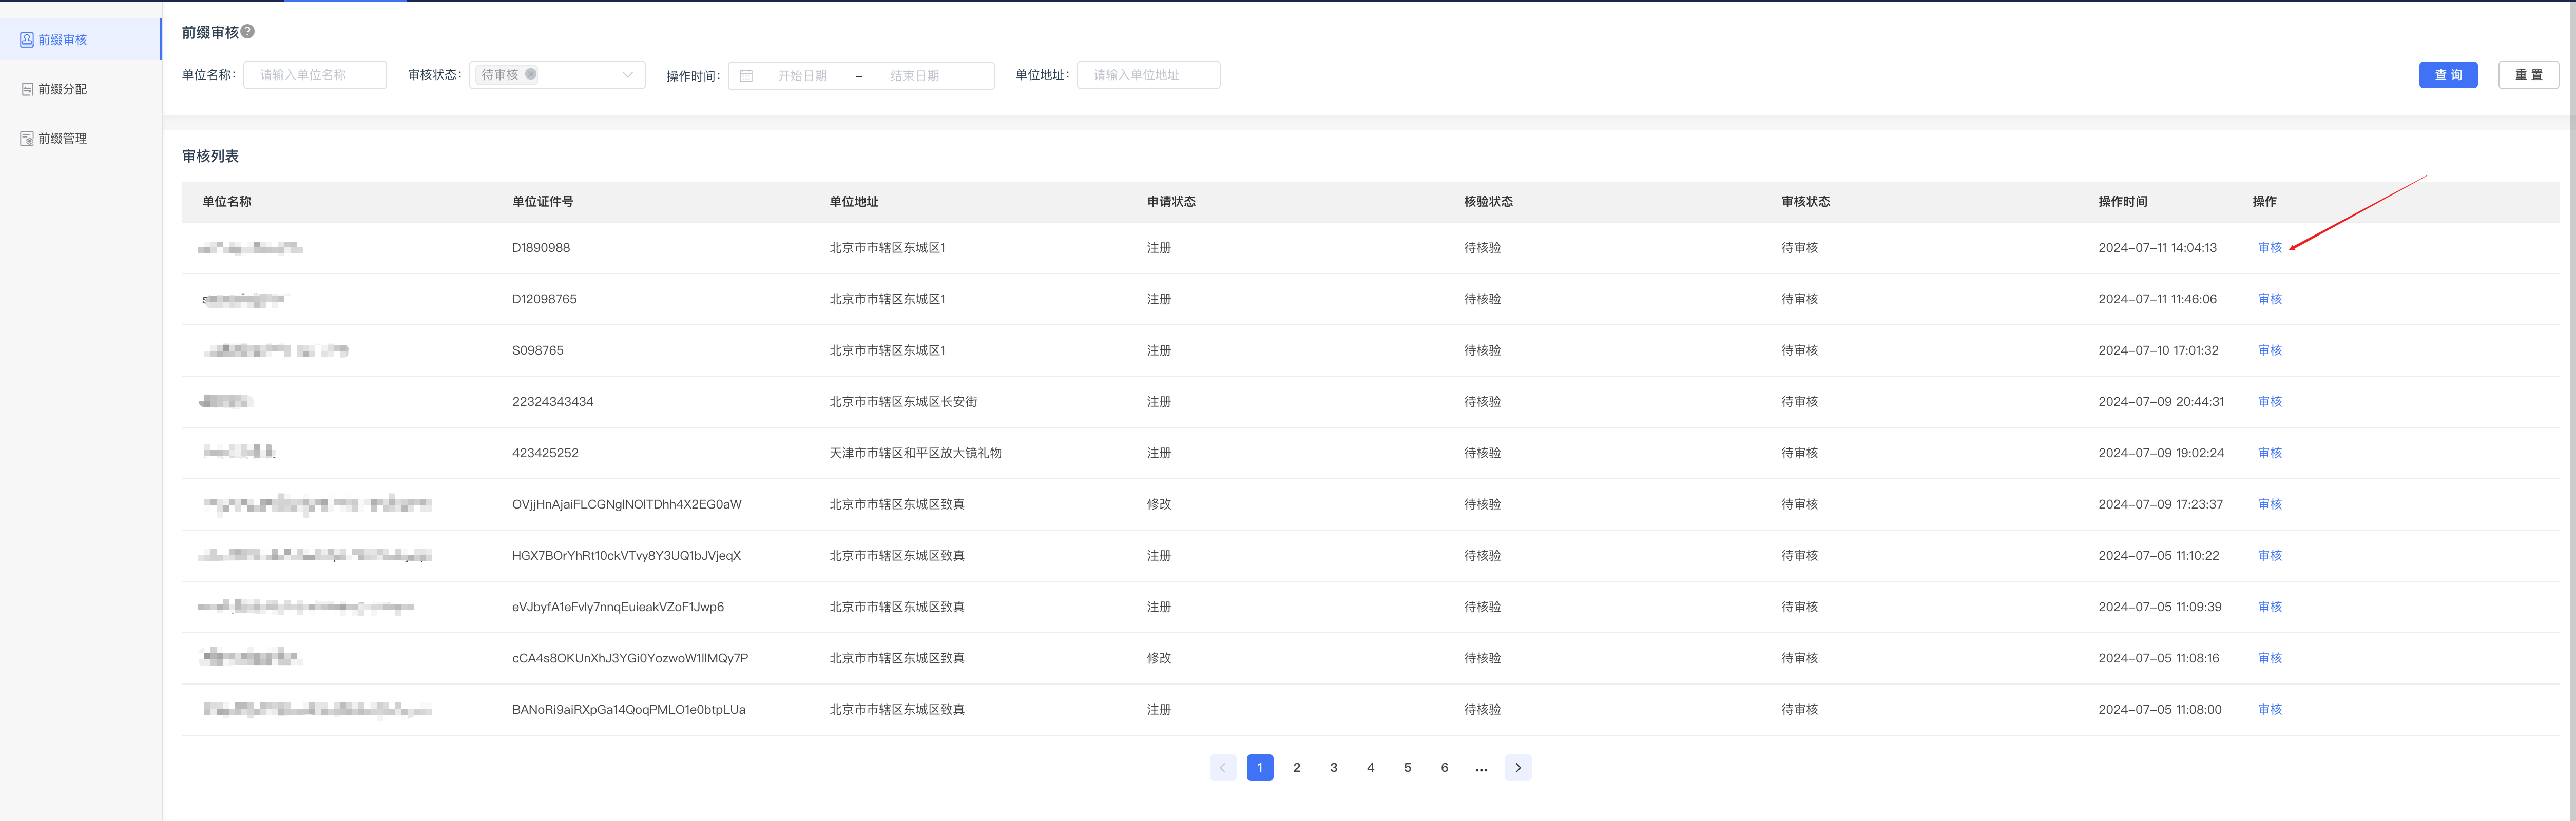 前缀审核
前缀分配
前缀管理
前缀审核?
单位名称: 请输入单位名称 审核状态: 待审核 操作时间: 开始日期 – 结束日期 单位地址: 请输入单位地址 查 询 重 置
审核列表
单位名称 单位证件号 单位地址 申请状态 核验状态 审核状态 操作时间 操作
D1890988 北京市市辖区东城区1 注册 待核验 待审核 2024-07-11 14:04:13 审核
D12098765 北京市市辖区东城区1 注册 待核验 待审核 2024-07-11 11:46:06 审核
S098765 北京市市辖区东城区1 注册 待核验 待审核 2024-07-10 17:01:32 审核
22324343434 北京市市辖区东城区长安街 注册 待核验 待审核 2024-07-09 20:44:31 审核
423425252 天津市市辖区和平区放大镜礼物 注册 待核验 待审核 2024-07-09 19:02:24 审核
OVjjHnAjaiFLCGNglNOlTDhh4X2EG0aW 北京市市辖区东城区致真 修改 待核验 待审核 2024-07-09 17:23:37 审核
HGX7BOrYhRt10ckVTvy8Y3UQ1bJVjeqX 北京市市辖区东城区致真 注册 待核验 待审核 2024-07-05 11:10:22 审核
eVJbyfA1eFvly7nnqEuieakVZoF1Jwp6 北京市市辖区东城区致真 注册 待核验 待审核 2024-07-05 11:09:39 审核
cCA4s8OKUnXhJ3YGi0YozwoW1llMQy7P 北京市市辖区东城区致真 修改 待核验 待审核 2024-07-05 11:08:16 审核
BANoRi9aiRXpGa14QoqPMLO1e0btpLUa 北京市市辖区东城区致真 注册 待核验 待审核 2024-07-05 11:08:00 审核
1 2 3 4 5 6 •••